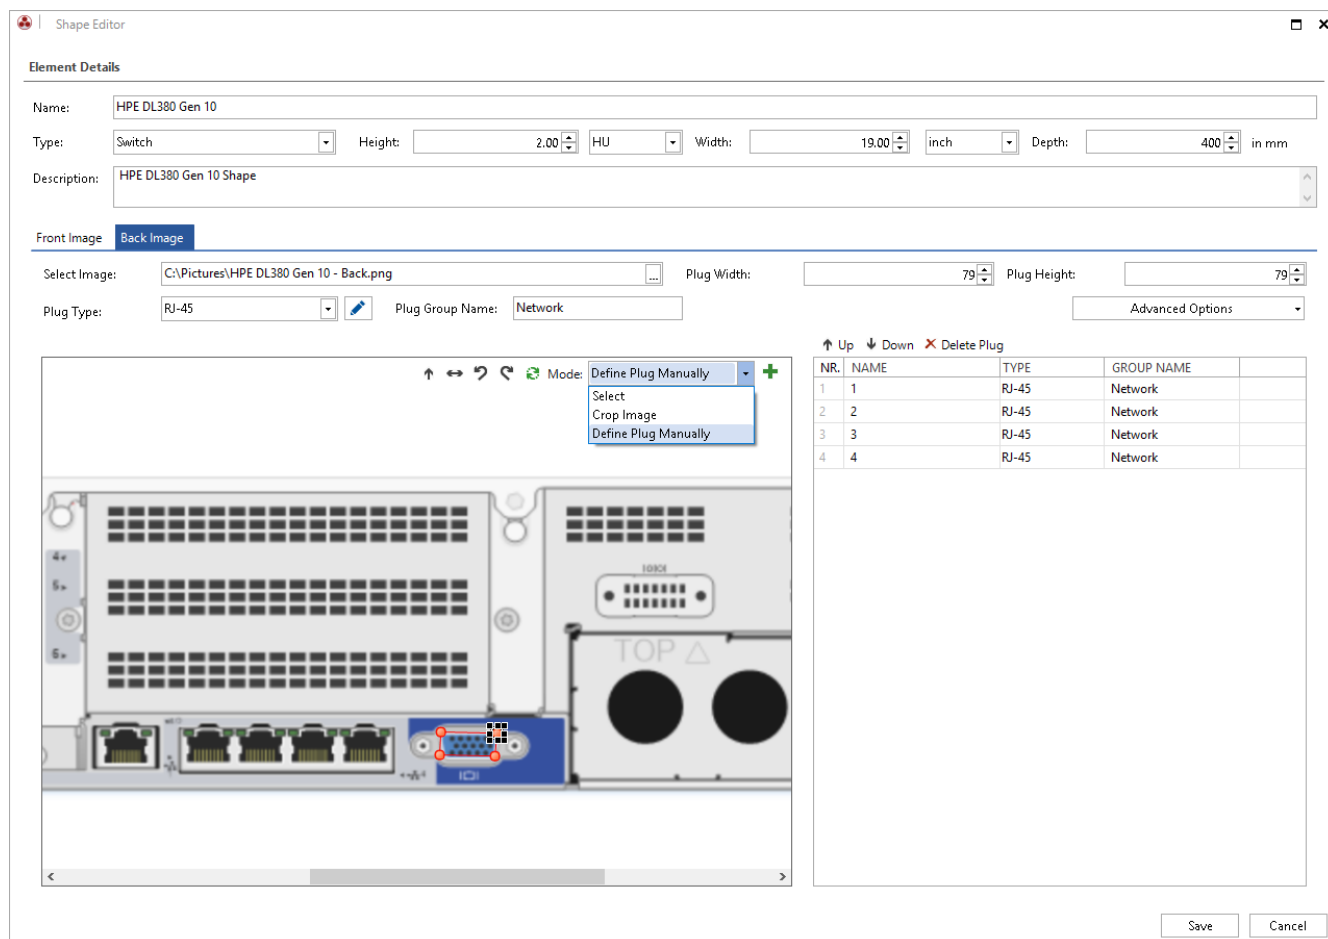 Shape Editor
Element Details
Name: HPE DL380 Gen 10
Type: Switch Height: 2.00 HU Width: 19.00 inch Depth: 400 in mm
Description: HPE DL380 Gen 10 Shape
Front Image Back Image
Select Image: C:\Pictures\HPE DL380 Gen 10 - Back.png ... Plug Width: 79 Plug Height: 79
Plug Type: RJ-45 Plug Group Name: Network Advanced Options
Up Down Delete Plug
Mode: Define Plug Manually
Select
Crop Image
Define Plug Manually
NR. NAME TYPE GROUP NAME
1 1 RJ-45 Network
2 2 RJ-45 Network
3 3 RJ-45 Network
4 4 RJ-45 Network
4
5
6
TOP
Save Cancel